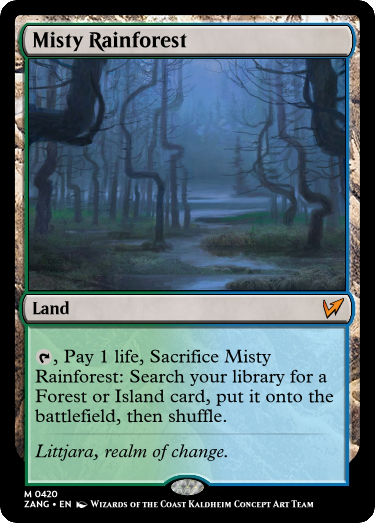 Misty Rainforest
Land
, Pay 1 life, Sacrifice Misty
Rainforest: Search your library for a
Forest or Island card, put it onto the
battlefield, then shuffle.
Littjara, realm of change.
M 0420
ZANG • EN Wizards of the Coast Kaldheim Concept Art Team